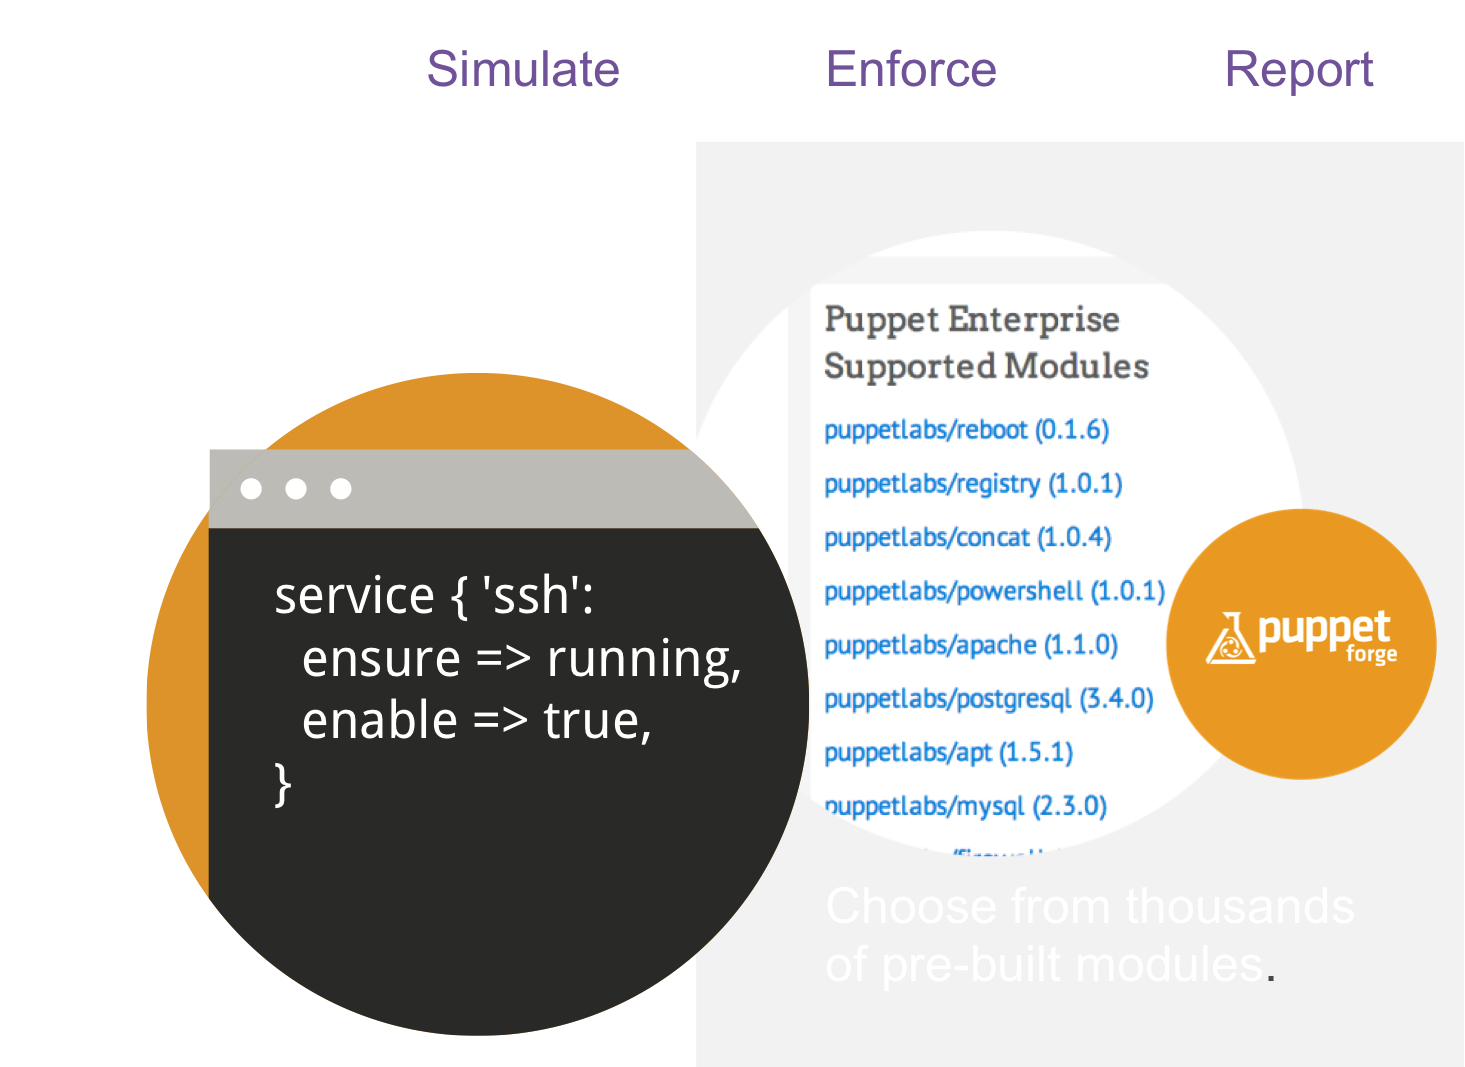 Simulate Enforce Report
Puppet Enterprise
Supported Modules
puppetlabs/reboot (0.1.6)
puppetlabs/registry (1.0.1)
puppetlabs/concat (1.0.4)
puppetlabs/powershell (1.0.1)
puppetlabs/apache (1.1.0)
puppetlabs/postgresql (3.4.0)
puppetlabs/apt (1.5.1)
puppetlabs/mysql (2.3.0)
service { 'ssh':
ensure => running,
enable => true,
}
puppet
forge
Choose from thousands
of pre-built modules.